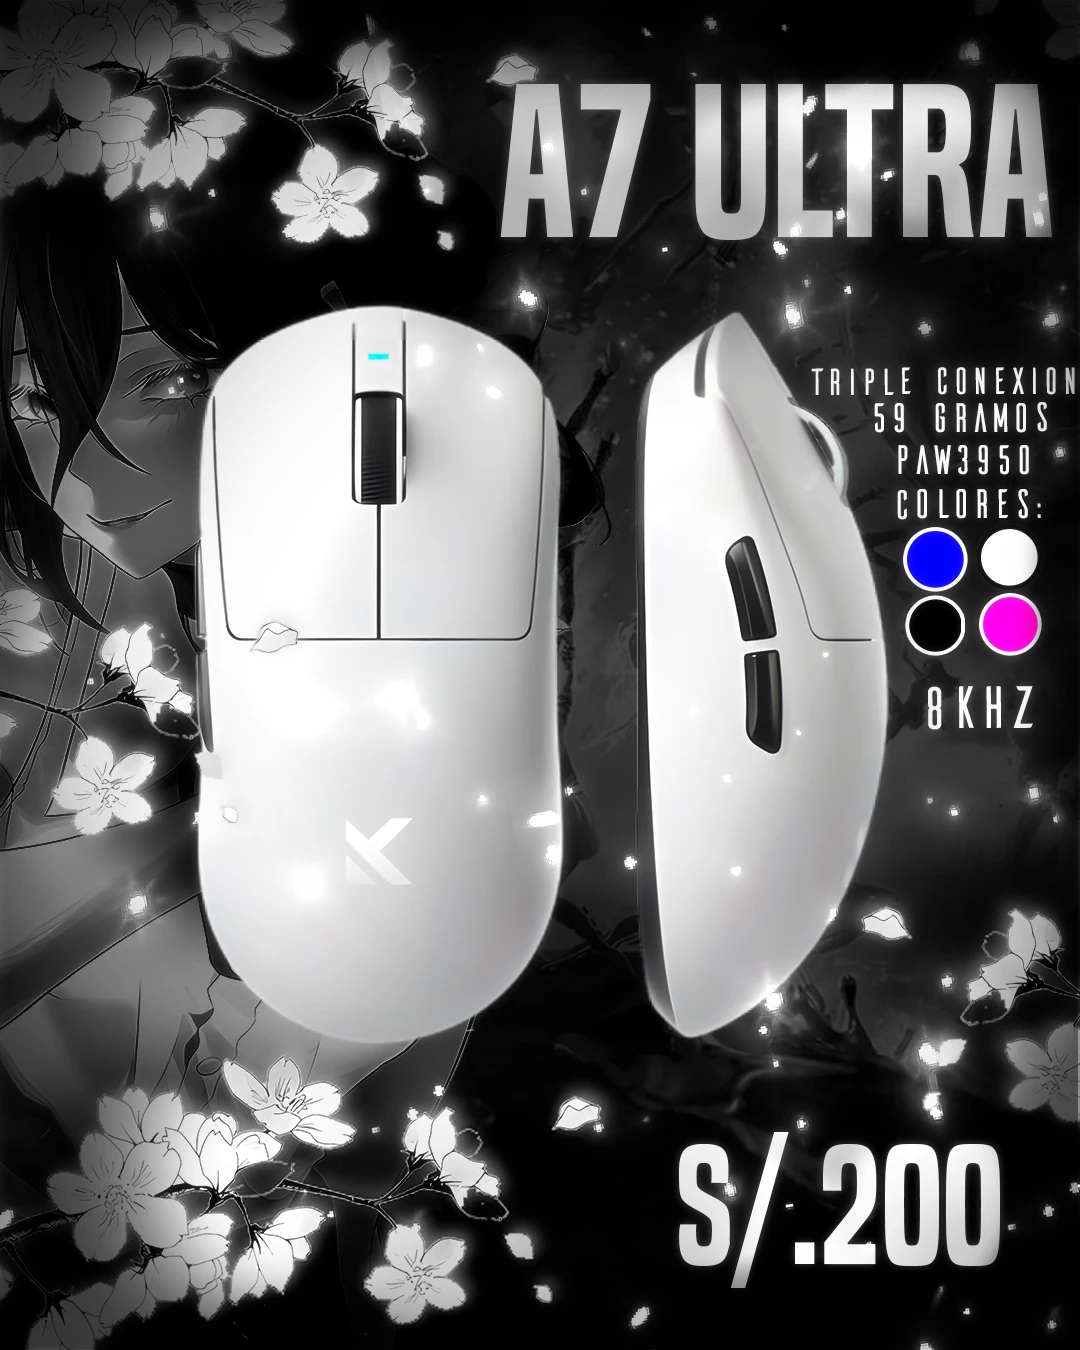 A7 ULTRA
TRIPLE CONEXION
59 GRAMOS
PAW3950
COLORES:
8KHZ
S/.200